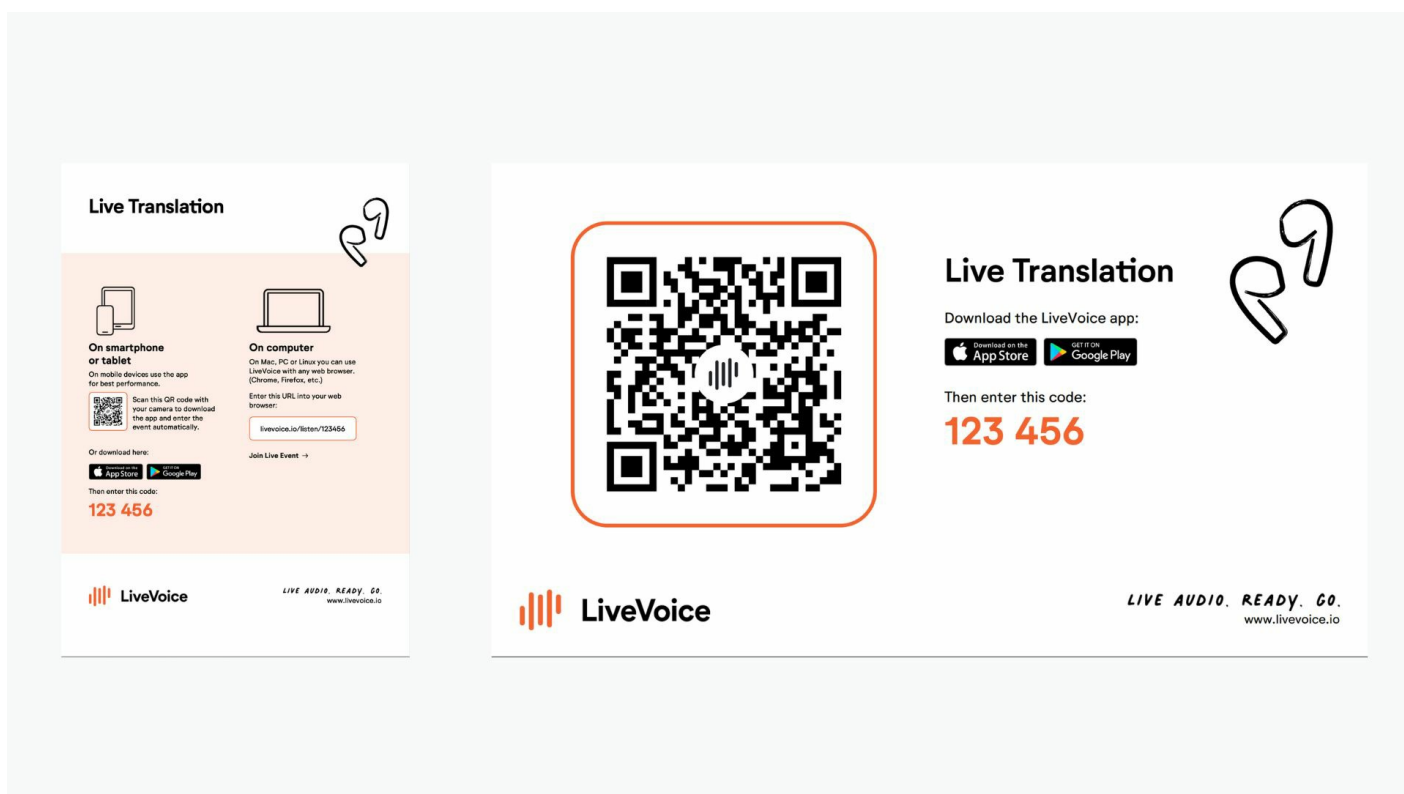 Live Translation
On smartphone
or tablet
On mobile devices use the app
for best performance.
Scan this QR code with
your camera to download
the app and enter the
event automatically.
Or download here:
Download on the
App Store
GET IT ON
Google Play
Then enter this code:
123 456
On computer
On Mac, PC or Linux you can use
LiveVoice with any web browser.
(Chrome, Firefox, etc.)
Enter this URL into your web
browser:
livevoice.io/listen/123456
Join Live Event →
LiveVoice
LIVE AUDIO. READY. GO.
www.livevoice.io
Live Translation
Download the LiveVoice app:
Download on the
App Store
GET IT ON
Google Play
Then enter this code:
123 456
LiveVoice
LIVE AUDIO. READY. GO.
www.livevoice.io